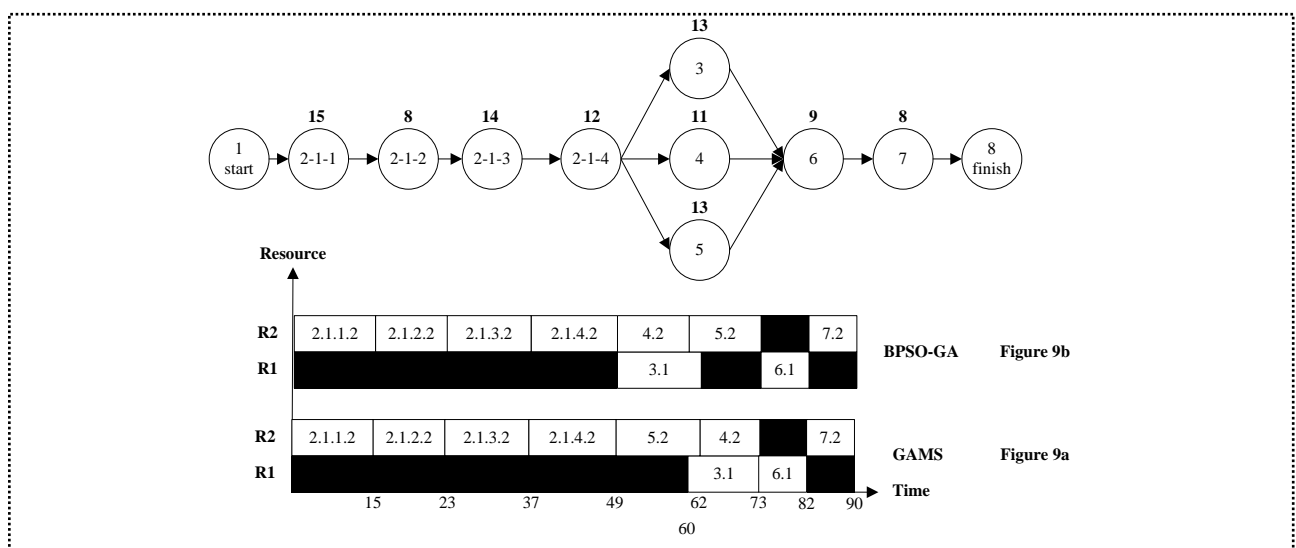 13
3
15 8 14 12 11 9 8
1 start 2-1-1 2-1-2 2-1-3 2-1-4 4 6 7 8 finish
13
5
Resource
R2 2.1.1.2 2.1.2.2 2.1.3.2 2.1.4.2 4.2 5.2 7.2
BPSO-GA Figure 9b
R1 3.1 6.1
R2 2.1.1.2 2.1.2.2 2.1.3.2 2.1.4.2 5.2 4.2 7.2
GAMS Figure 9a
R1 3.1 6.1
Time
15 23 37 49 62 73 82 90
60